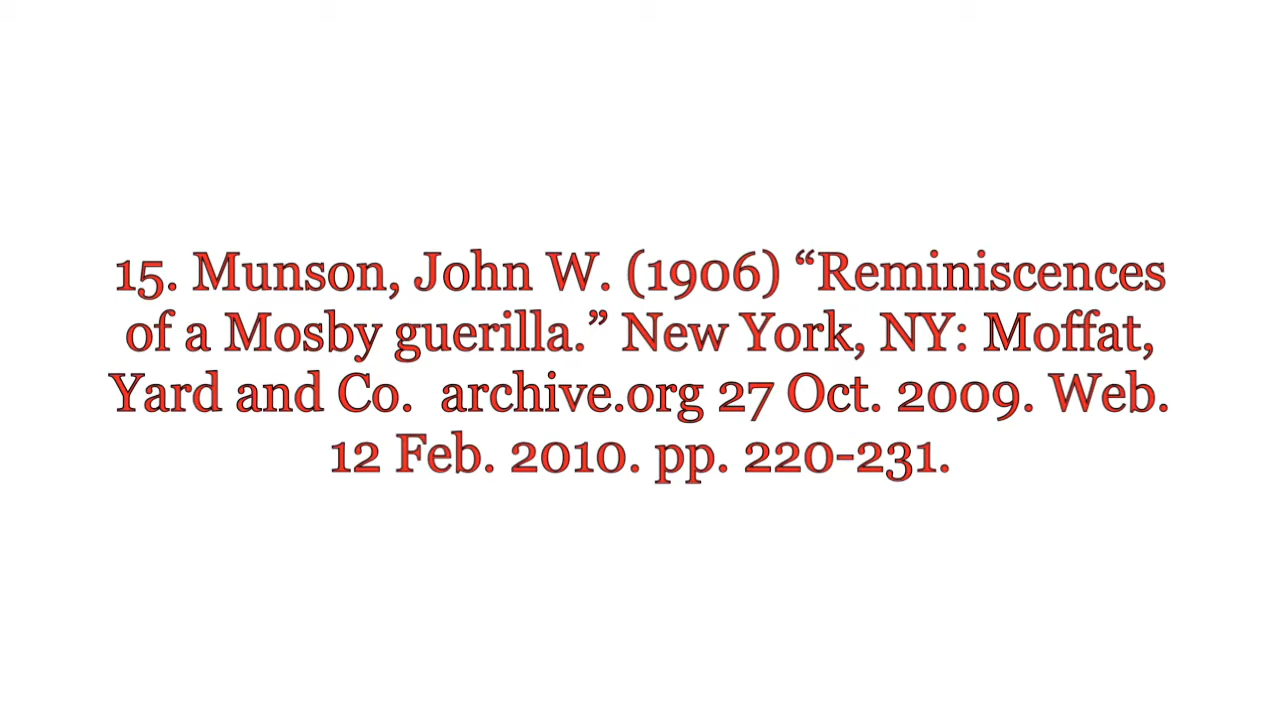 15. Munson, John W. (1906) “Reminiscences
of a Mosby guerilla.” New York, NY: Moffat,
Yard and Co.  archive.org 27 Oct. 2009. Web.
12 Feb. 2010. pp. 220-231.